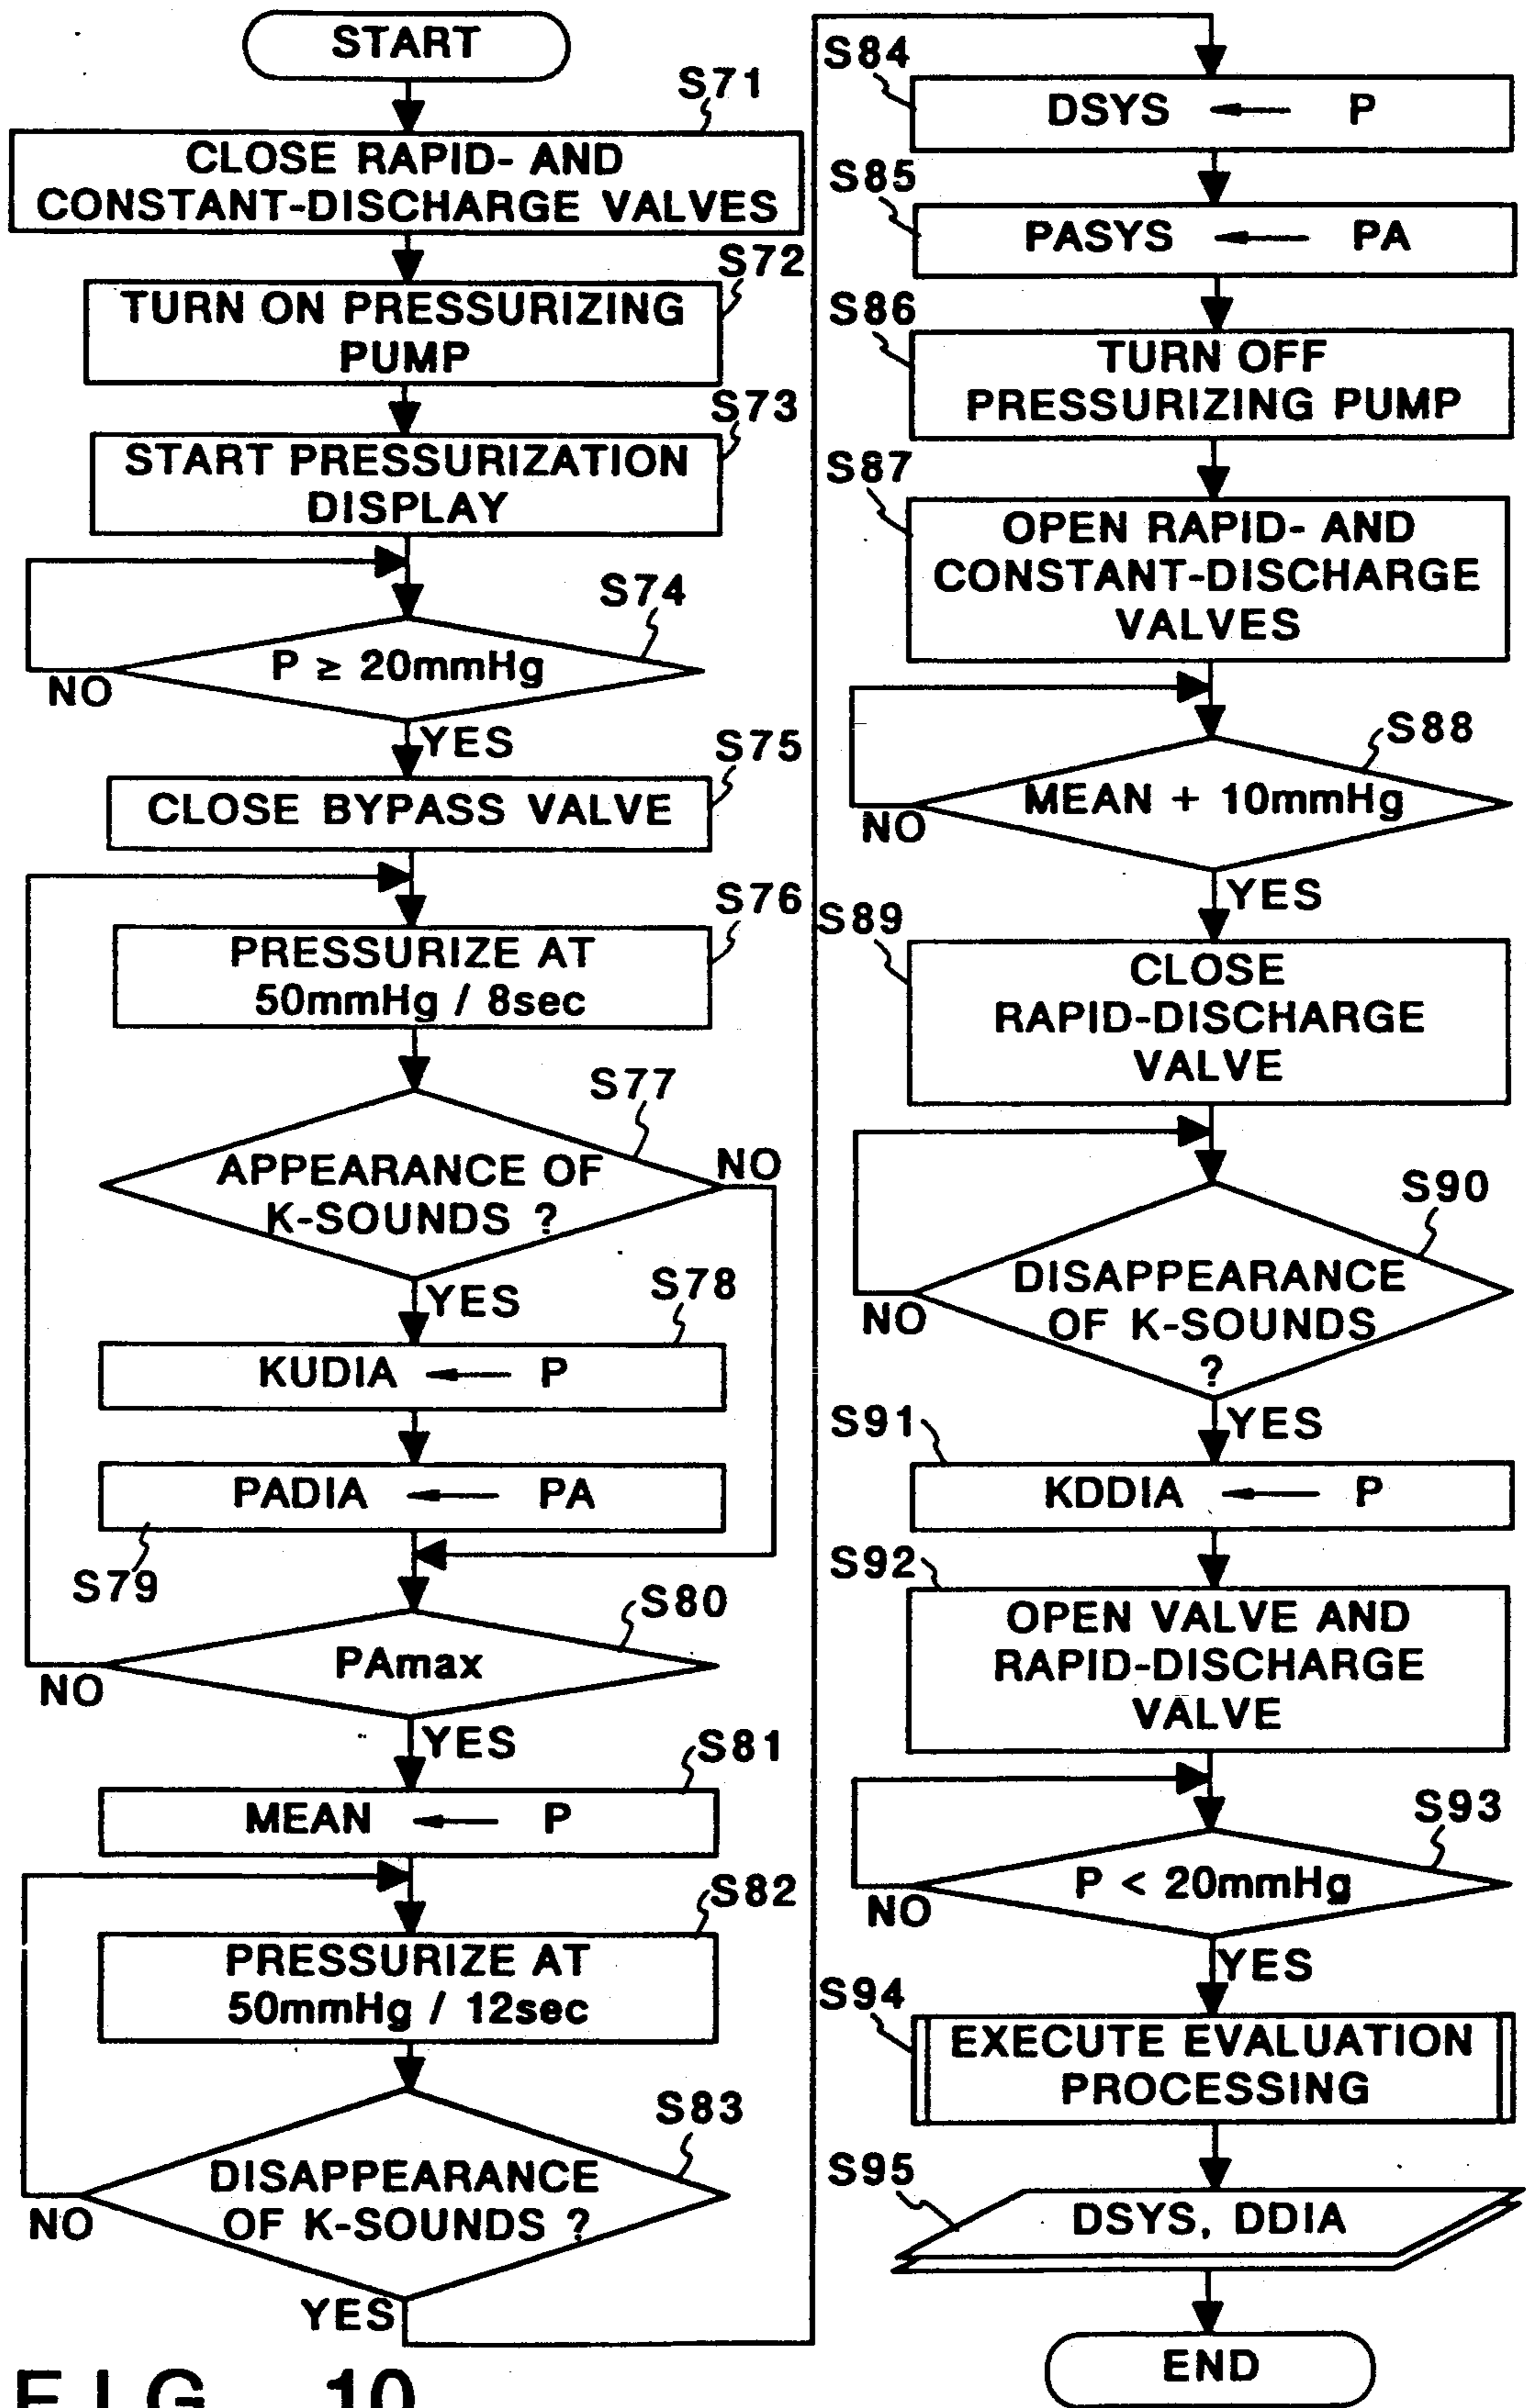 START
S71
CLOSE RAPID- AND
CONSTANT-DISCHARGE VALVES
S72
TURN ON PRESSURIZING
PUMP
S73
START PRESSURIZATION
DISPLAY
S74
P ≥ 20mmHg
NO
YES
S75
CLOSE BYPASS VALVE
S76
PRESSURIZE AT
50mmHg / 8sec
S77
APPEARANCE OF
K-SOUNDS ?
NO
YES
S78
KUDIA ← P
PADIA ← PA
S79
S80
PAmax
NO
YES
S81
MEAN ← P
S82
PRESSURIZE AT
50mmHg / 12sec
S83
DISAPPEARANCE
OF K-SOUNDS ?
NO
YES
S84
DSYS ← P
S85
PASYS ← PA
S86
TURN OFF
PRESSURIZING PUMP
S87
OPEN RAPID- AND
CONSTANT-DISCHARGE
VALVES
S88
MEAN + 10mmHg
NO
YES
S89
CLOSE
RAPID-DISCHARGE
VALVE
S90
DISAPPEARANCE
OF K-SOUNDS
?
NO
YES
S91
KDDIA ← P
S92
OPEN VALVE AND
RAPID-DISCHARGE
VALVE
S93
P < 20mmHg
NO
YES
S94
EXECUTE EVALUATION
PROCESSING
S95
DSYS, DDIA
END
FIG. 10